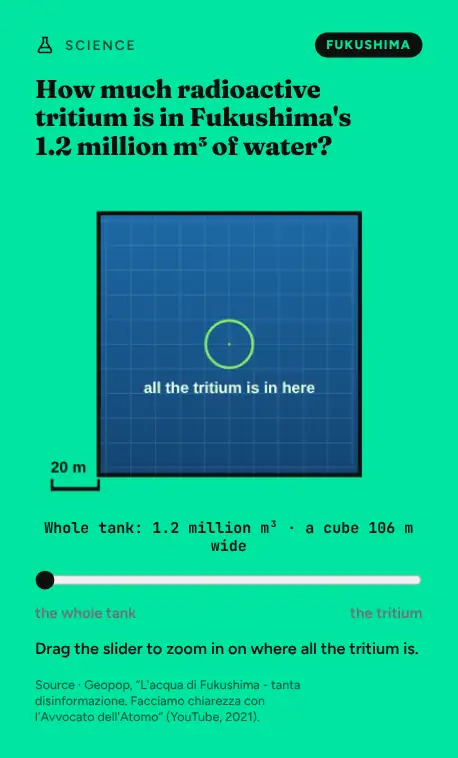 SCIENCE
FUKUSHIMA
How much radioactive
tritium is in Fukushima's
1.2 million m³ of water?
all the tritium is in here
20 m
Whole tank: 1.2 million m³ · a cube 106 m
wide
the whole tank
the tritium
Drag the slider to zoom in on where all the tritium is.
Source · Geopop, “L'acqua di Fukushima - tanta
disinformazione. Facciamo chiarezza con
l'Avvocato dell'Atomo” (YouTube, 2021).